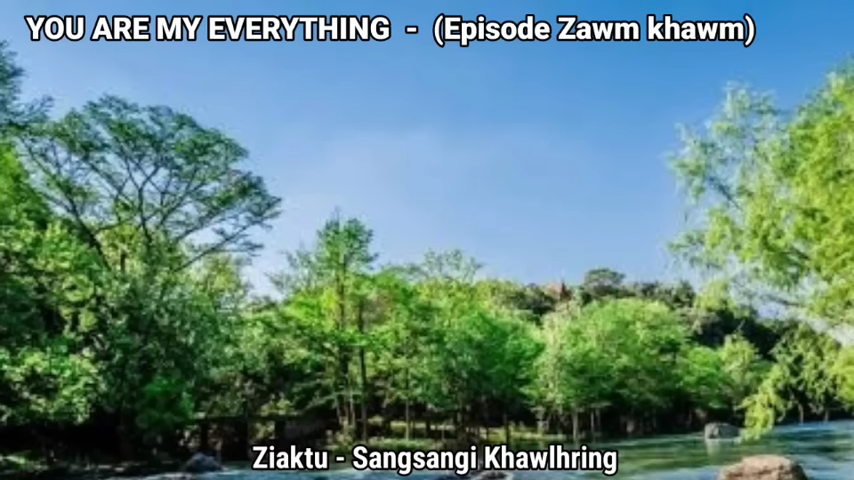 YOU ARE MY EVERYTHING - (Episode Zawm khawm)
Ziaktu - Sangsangi Khawlhring